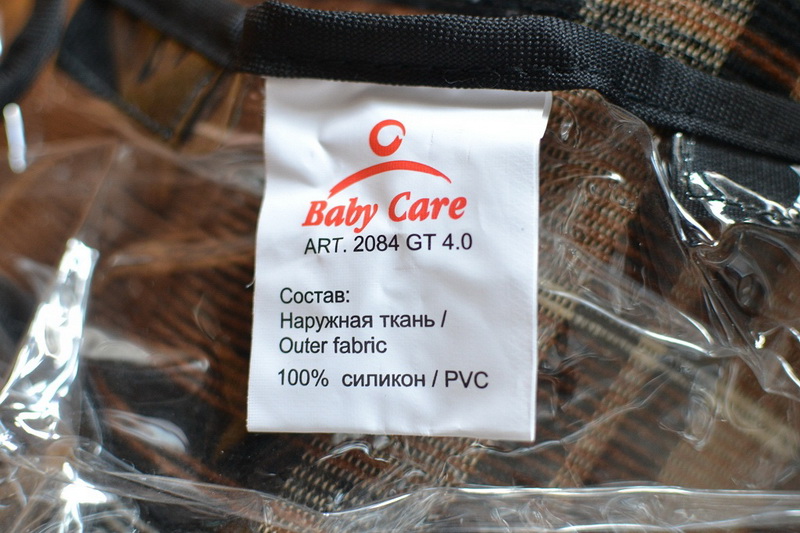 Baby Care
ART. 2084 GT 4.0
Состав:
Наружная ткань /
Outer fabric
100% силикон / PVC